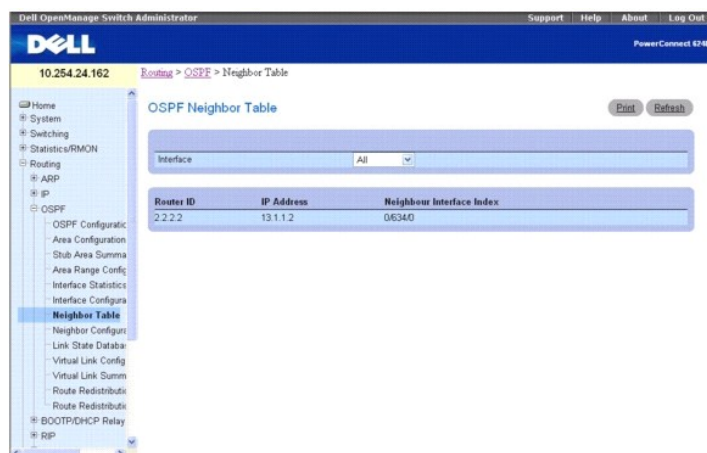 Dell OpenManage Switch Administrator
Support Help About Log Out
DELL
PowerConnect 6248
10.254.24.162
Routing > OSPF > Neighbor Table
Home
System
Switching
Statistics/RMON
Routing
ARP
IP
OSPF
OSPF Configuratic
Area Configuration
Stub Area Summa
Area Range Config
Interface Statistics
Interface Configura
Neighbor Table
Neighbor Configura
Link State Databa
Virtual Link Config
Virtual Link Summ
Route Redistributic
Route Redistributic
BOOTP/DHCP Relay
RIP
OSPF Neighbor Table
Print Refresh
Interface All
Router ID IP Address Neighbour Interface Index
2.2.2.2 13.1.1.2 0/634/0